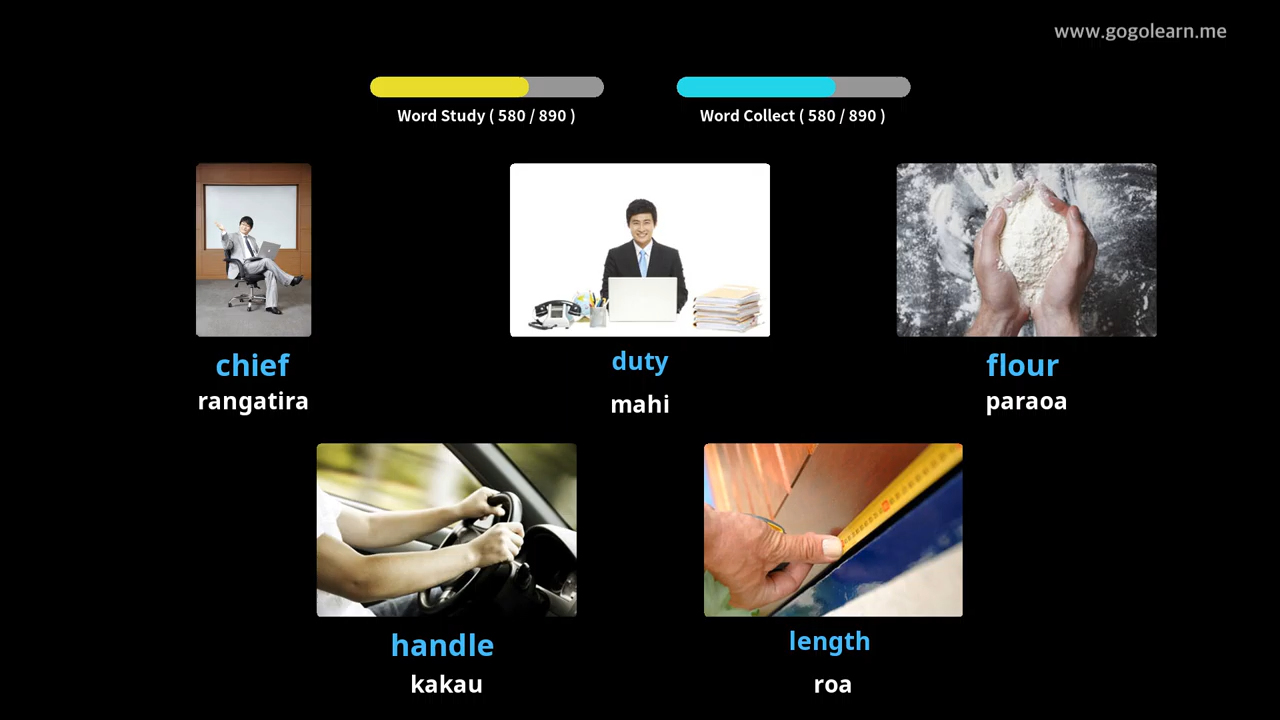 www.gogolearn.me
Word Study ( 580 / 890 )
Word Collect ( 580 / 890 )
chief
rangatira
duty
mahi
flour
paraoa
handle
kakau
length
roa